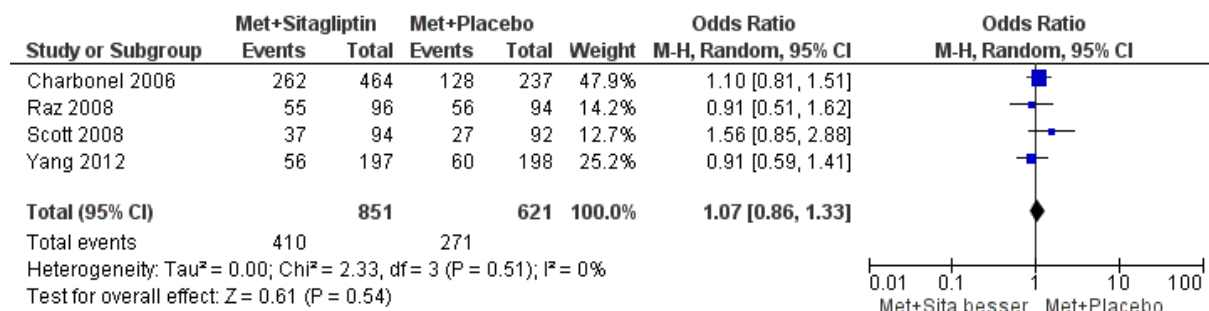 Met+Sitagliptin Met+Placebo Odds Ratio Odds Ratio
Study or Subgroup Events Total Events Total Weight M-H, Random, 95% CI M-H, Random, 95% CI
Charbonel 2006 262 464 128 237 47.9% 1.10 [0.81, 1.51]
Raz 2008 55 96 56 94 14.2% 0.91 [0.51, 1.62]
Scott 2008 37 94 27 92 12.7% 1.56 [0.85, 2.88]
Yang 2012 56 197 60 198 25.2% 0.91 [0.59, 1.41]
Total (95% CI) 851 621 100.0% 1.07 [0.86, 1.33]
Total events 410 271
Heterogeneity: Tau² = 0.00; Chi² = 2.33, df = 3 (P = 0.51); I² = 0%
Test for overall effect: Z = 0.61 (P = 0.54)
0.01 0.1 1 10 100
Met+Sita besser Met+Placebo